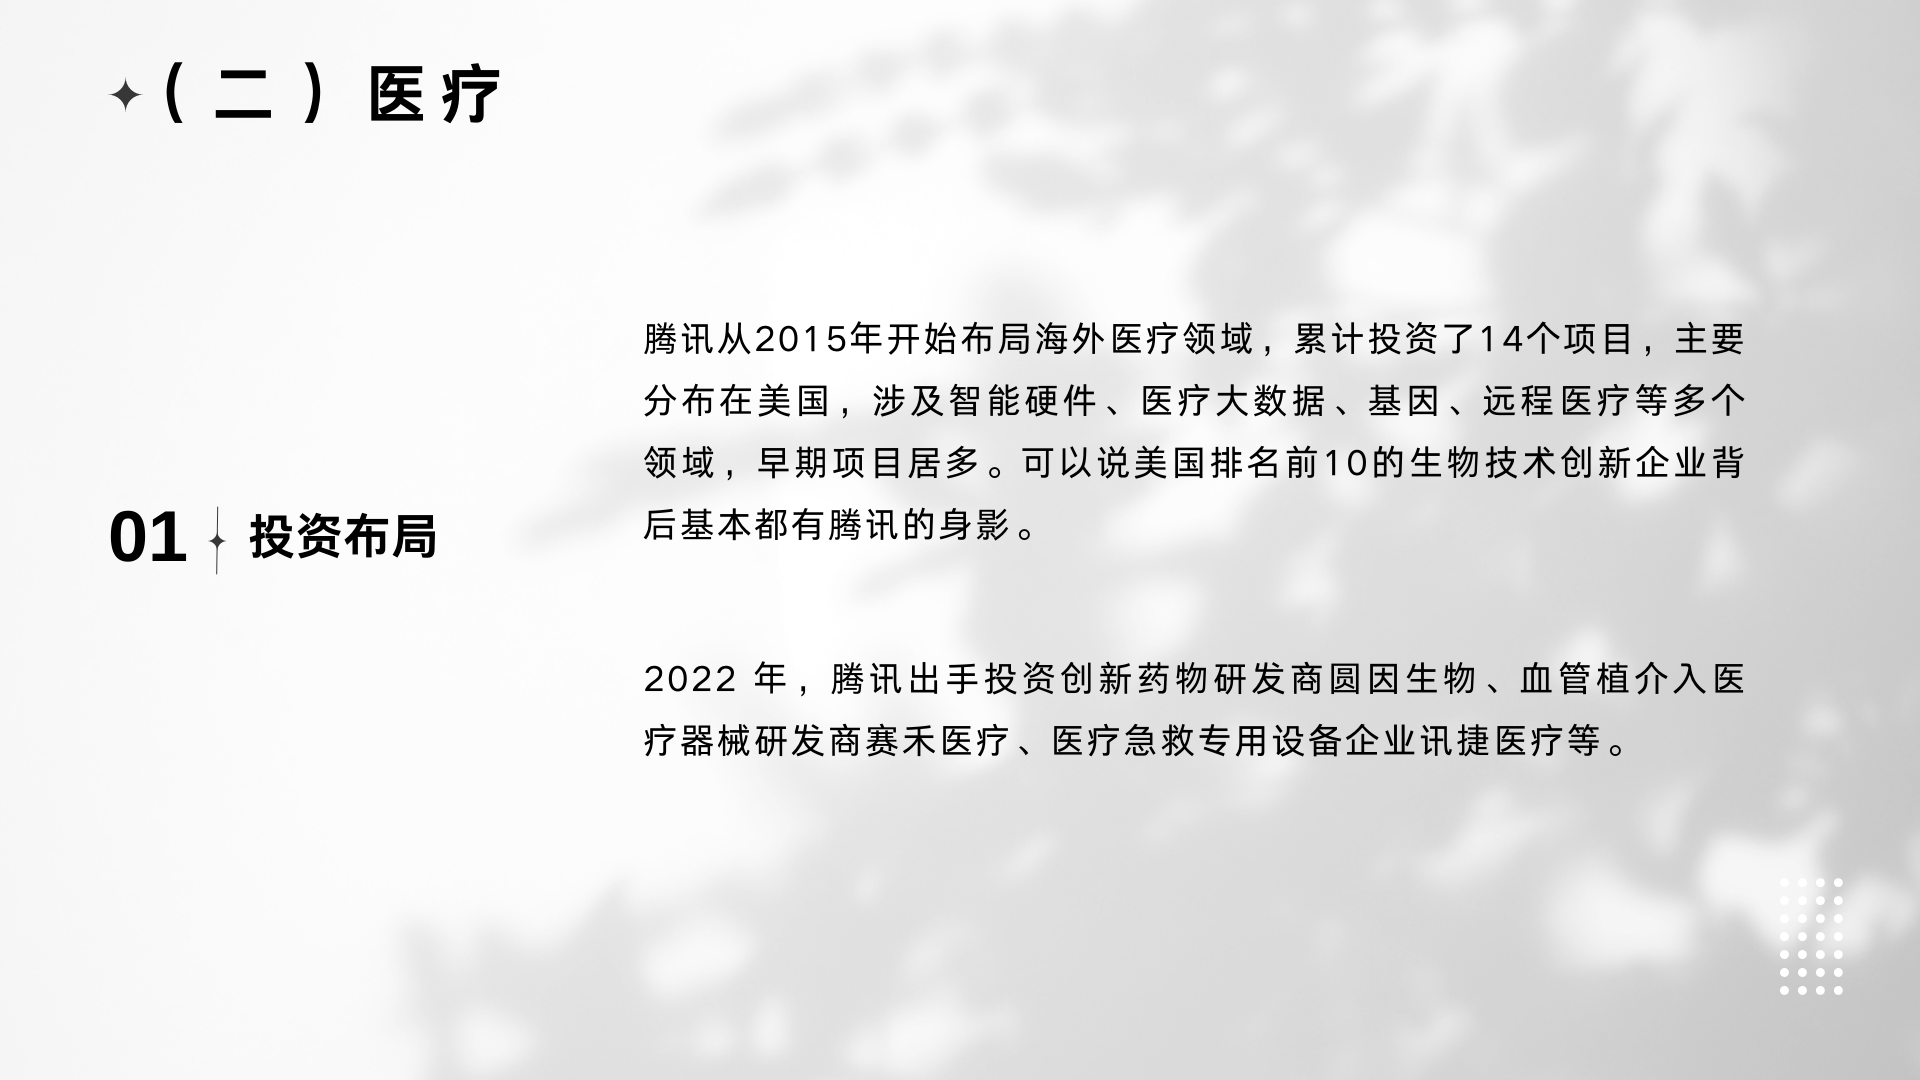 （二）医疗
01 投资布局
腾讯从2015年开始布局海外医疗领域，累计投资了14个项目，主要
分布在美国，涉及智能硬件、医疗大数据、基因、远程医疗等多个
领域，早期项目居多。可以说美国排名前10的生物技术创新企业背
后基本都有腾讯的身影。
2022 年，腾讯出手投资创新药物研发商圆因生物、血管植介入医
疗器械研发商赛禾医疗、医疗急救专用设备企业讯捷医疗等。